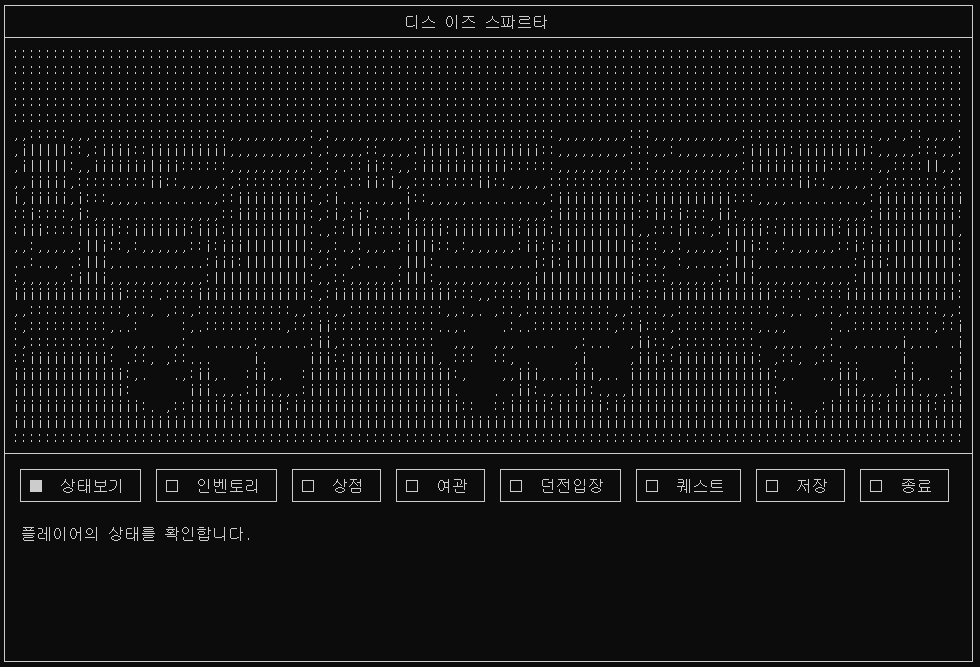 디스 이즈 스파르타
■ 상태보기 □ 인벤토리 □ 상점 □ 여관 □ 던전입장 □ 퀘스트 □ 저장 □ 종료
플레이어의 상태를 확인합니다.